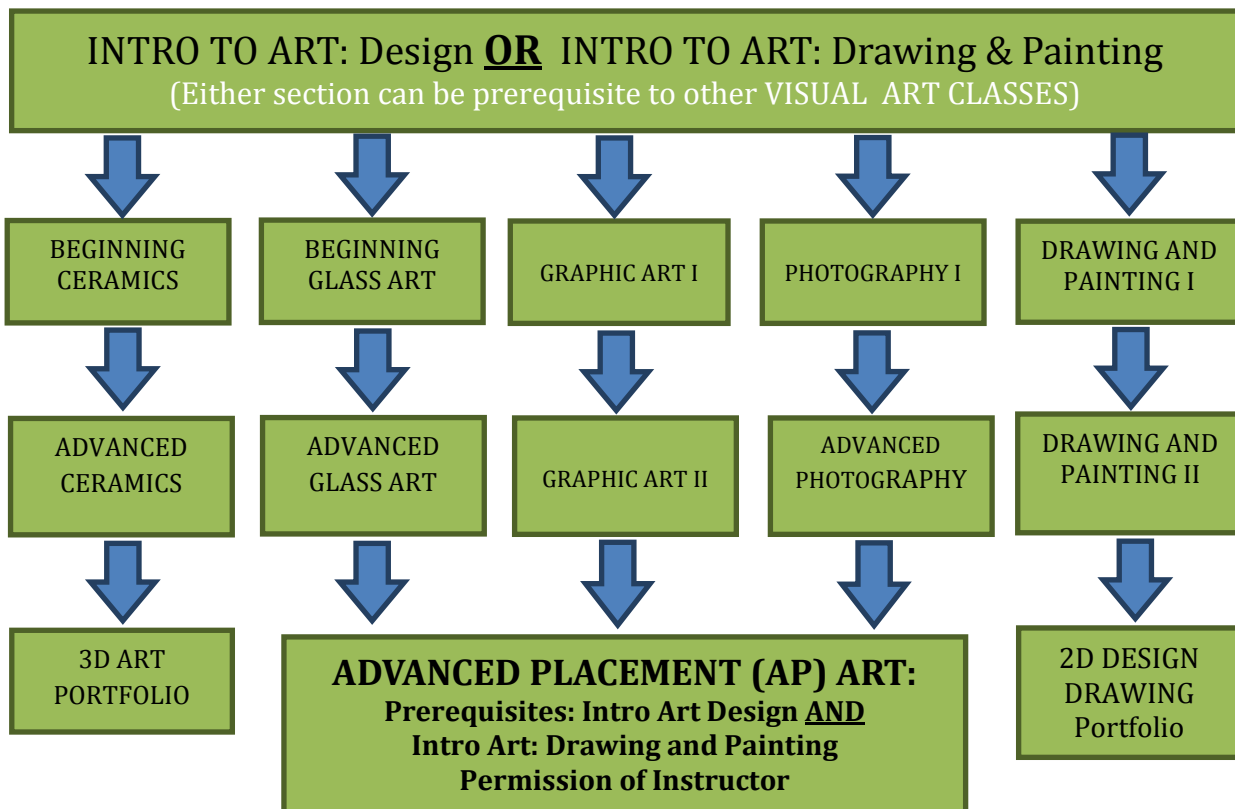 INTRO TO ART: Design OR INTRO TO ART: Drawing & Painting
(Either section can be prerequisite to other VISUAL ART CLASSES)
BEGINNING
CERAMICS
BEGINNING
GLASS ART
GRAPHIC ART I
PHOTOGRAPHY I
DRAWING AND
PAINTING I
ADVANCED
CERAMICS
ADVANCED
GLASS ART
GRAPHIC ART II
ADVANCED
PHOTOGRAPHY
DRAWING AND
PAINTING II
3D ART
PORTFOLIO
ADVANCED PLACEMENT (AP) ART:
Prerequisites: Intro Art Design AND
Intro Art: Drawing and Painting
Permission of Instructor
2D DESIGN
DRAWING
Portfolio